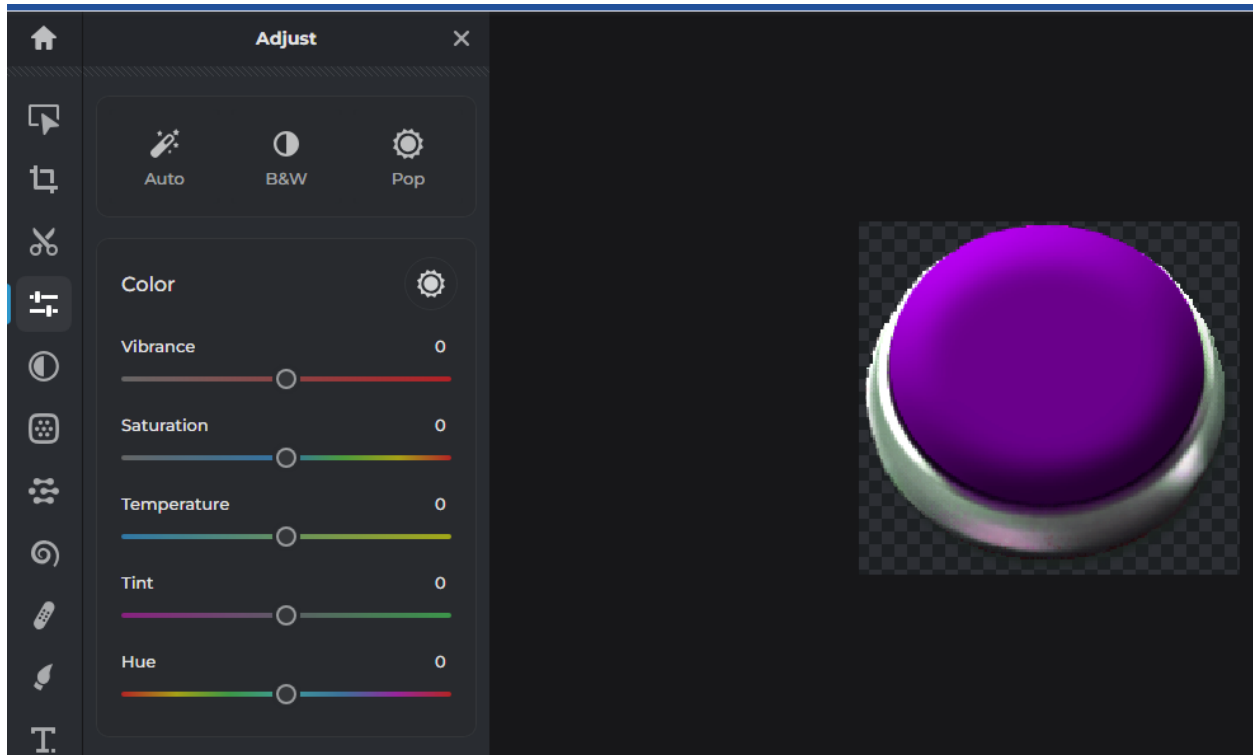 Adjust
Auto
B&W
Pop
Color
Vibrance 0
Saturation 0
Temperature 0
Tint 0
Hue 0